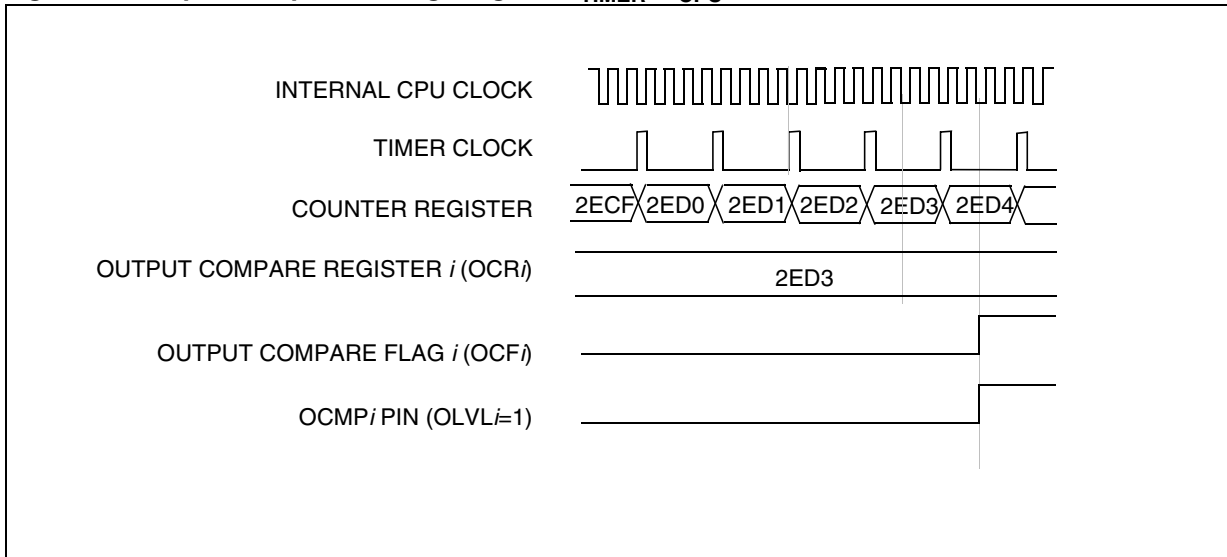 INTERNAL CPU CLOCK
TIMER CLOCK
COUNTER REGISTER 2ECF 2ED0 2ED1 2ED2 2ED3 2ED4
OUTPUT COMPARE REGISTER i (OCRi) 2ED3
OUTPUT COMPARE FLAG i (OCFi)
OCMPi PIN (OLVLi=1)